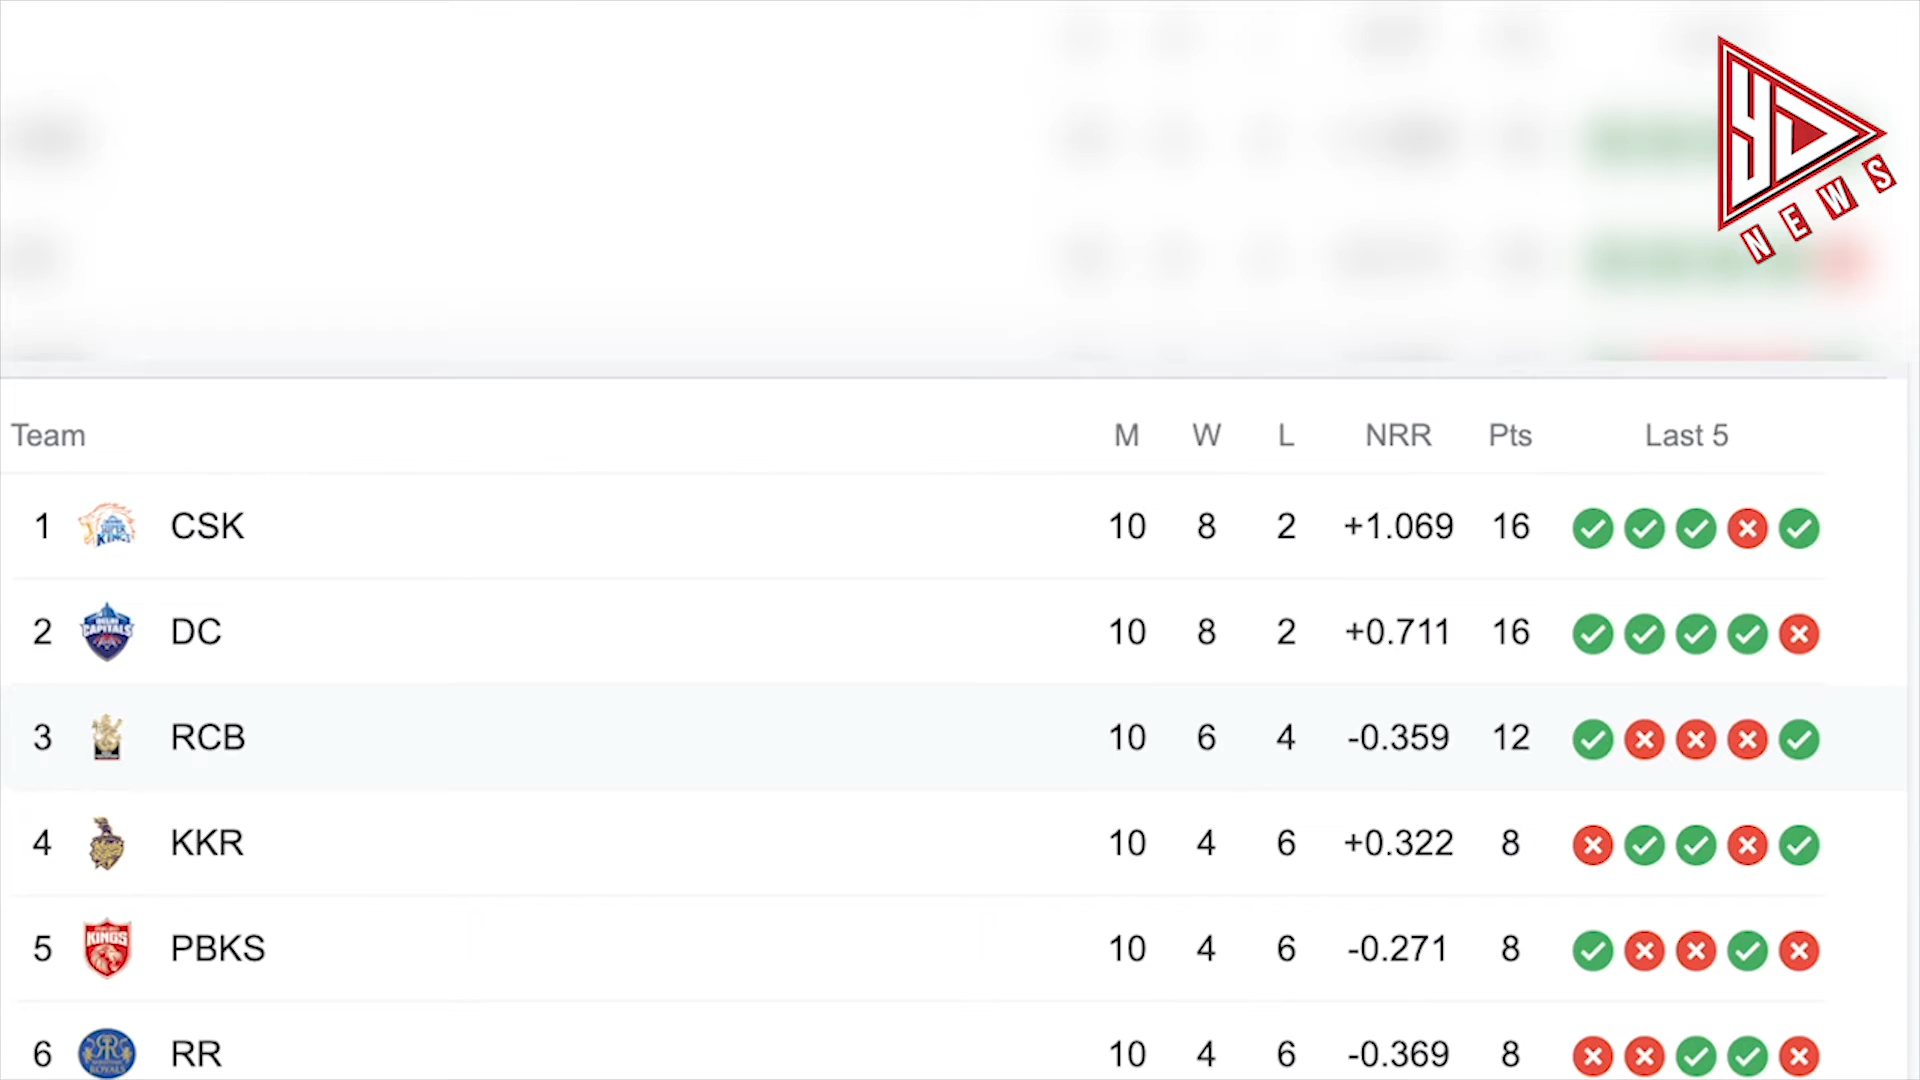 YD
NEWS
Team M W L NRR Pts Last 5
1 CSK 10 8 2 +1.069 16
2 DC 10 8 2 +0.711 16
3 RCB 10 6 4 -0.359 12
4 KKR 10 4 6 +0.322 8
5 PBKS 10 4 6 -0.271 8
6 RR 10 4 6 -0.369 8